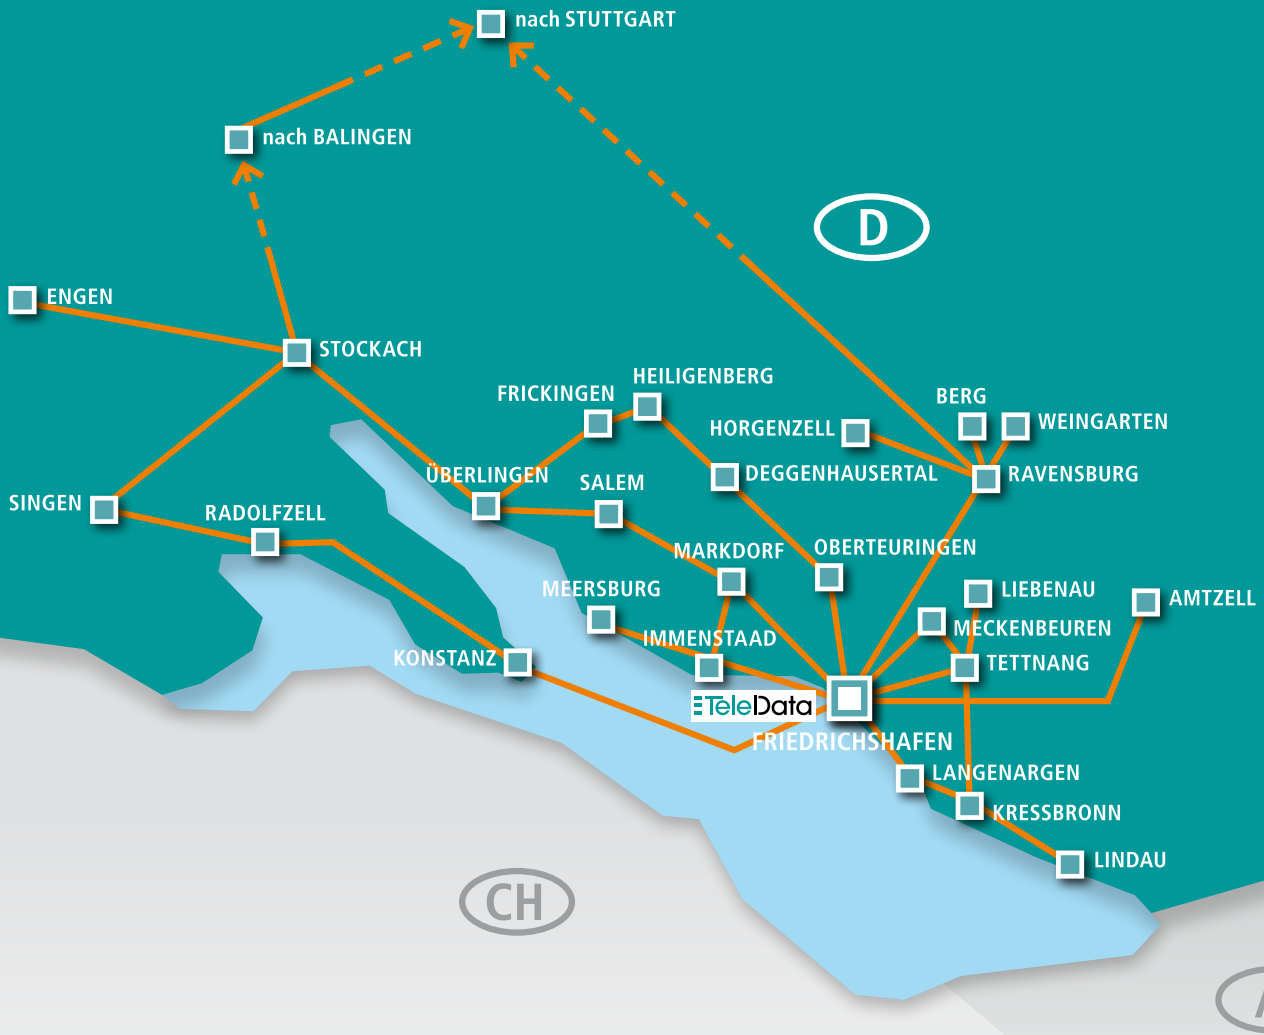 nach STUTTGART
nach BALINGEN
D
ENGEN
STOCKACH
HEILIGENBERG
FRICKINGEN
BERG
WEINGARTEN
HORGENZELL
ÜBERLINGEN
SALEM
DEGGENHAUSERTAL
RAVENSBURG
SINGEN
RADOLFZELL
MARKDORF
OBERTEURINGEN
MEERSBURG
LIEBENAU
AMTZELL
IMMENSTAAD
MECKENBEUREN
KONSTANZ
TETTNANG
TeleData
FRIEDRICHSHAFEN
LANGENARGEN
KRESSBRONN
LINDAU
CH